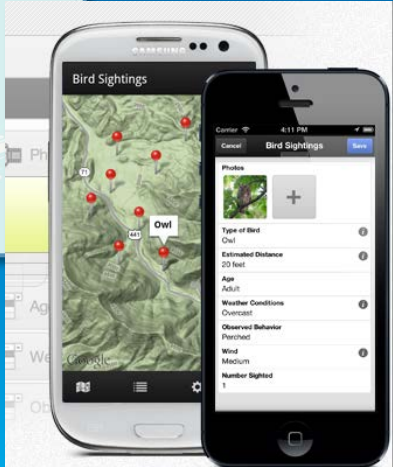 SAMSUNG
Bird Sightings
71
441
Owl
Google
Ph
Ag
We
Ob
Carrier
4:11 PM
Cancel
Bird Sightings
Save
Photos
+
Type of Bird
Owl
Estimated Distance
20 feet
Age
Adult
Weather Conditions
Overcast
Observed Behavior
Perched
Wind
Medium
Number Sighted
1